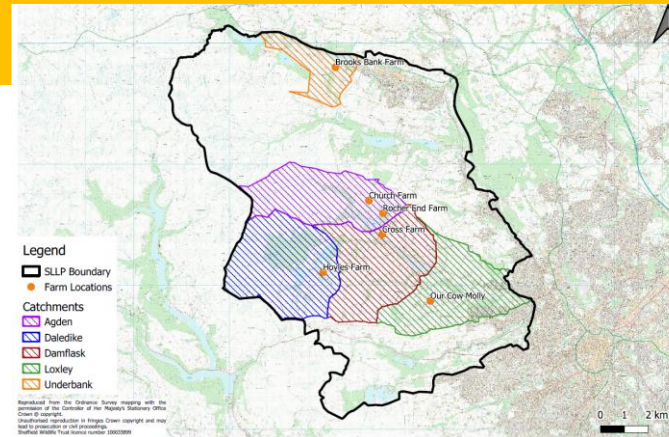 Brooks Bank Farm
Church Farm
Rocher End Farm
Cross Farm
Hoyles Farm
Our Cow Molly
Legend
SLLP Boundary
Farm Locations
Catchments
Agden
Daledike
Damflask
Loxley
Underbank
Reproduced from the Ordnance Survey mapping with the
permission of the Controller of Her Majesty's Stationery Office
Crown © copyright.
Unauthorised reproduction in fringes Crown copyright and may
lead to prosecution or civil proceedings.
Sheffield Wildlife Trust licence number
0 1 2 km